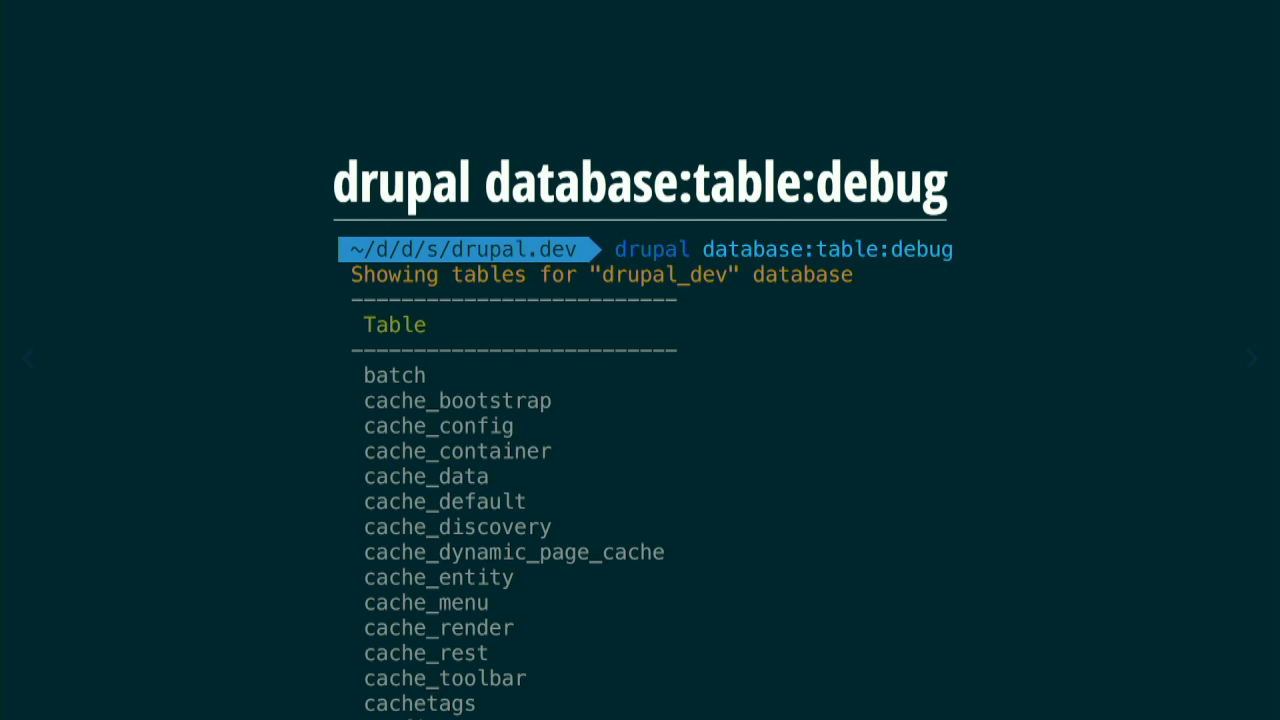 drupal database:table:debug
~/d/d/s/drupal.dev drupal database:table:debug
Showing tables for "drupal_dev" database
--------------------------
Table
--------------------------
batch
cache_bootstrap
cache_config
cache_container
cache_data
cache_default
cache_discovery
cache_dynamic_page_cache
cache_entity
cache_menu
cache_render
cache_rest
cache_toolbar
cachetags